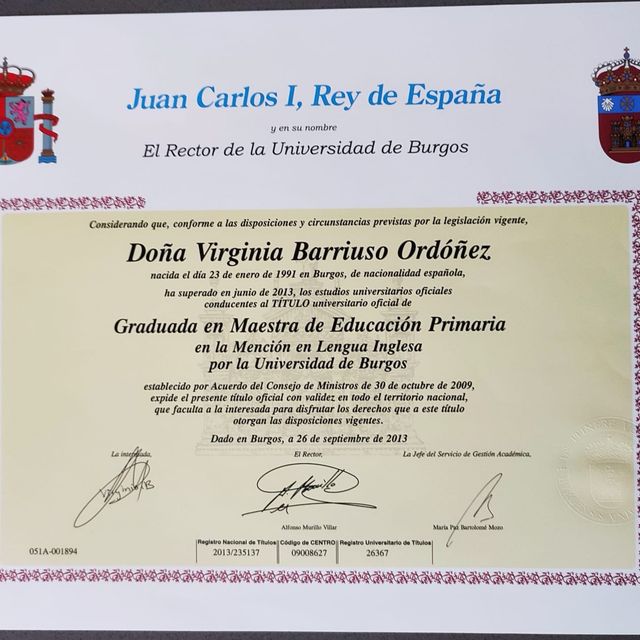 Juan Carlos I, Rey de España
y en su nombre
El Rector de la Universidad de Burgos
Considerando que, conforme a las disposiciones y circunstancias previstas por la legislación vigente,
Doña Virginia Barriuso Ordóñez
nacida el día 23 de enero de 1991 en Burgos, de nacionalidad española,
ha superado en junio de 2013, los estudios universitarios oficiales
conducentes al TÍTULO universitario oficial de
Graduada en Maestra de Educación Primaria
en la Mención en Lengua Inglesa
por la Universidad de Burgos
establecido por Acuerdo del Consejo de Ministros de 30 de octubre de 2009,
expide el presente título oficial con validez en todo el territorio nacional,
que faculta a la interesada para disfrutar los derechos que a este título
otorgan las disposiciones vigentes.
Dado en Burgos, a 26 de septiembre de 2013
La interesada, El Rector, La Jefe del Servicio de Gestión Académica,
Alfonso Murillo Villar María Paz Bartolomé Mozo
Registro Nacional de Títulos Código de CENTRO Registro Universitario de Títulos
051A-001894 2013/235137 09008627 26367